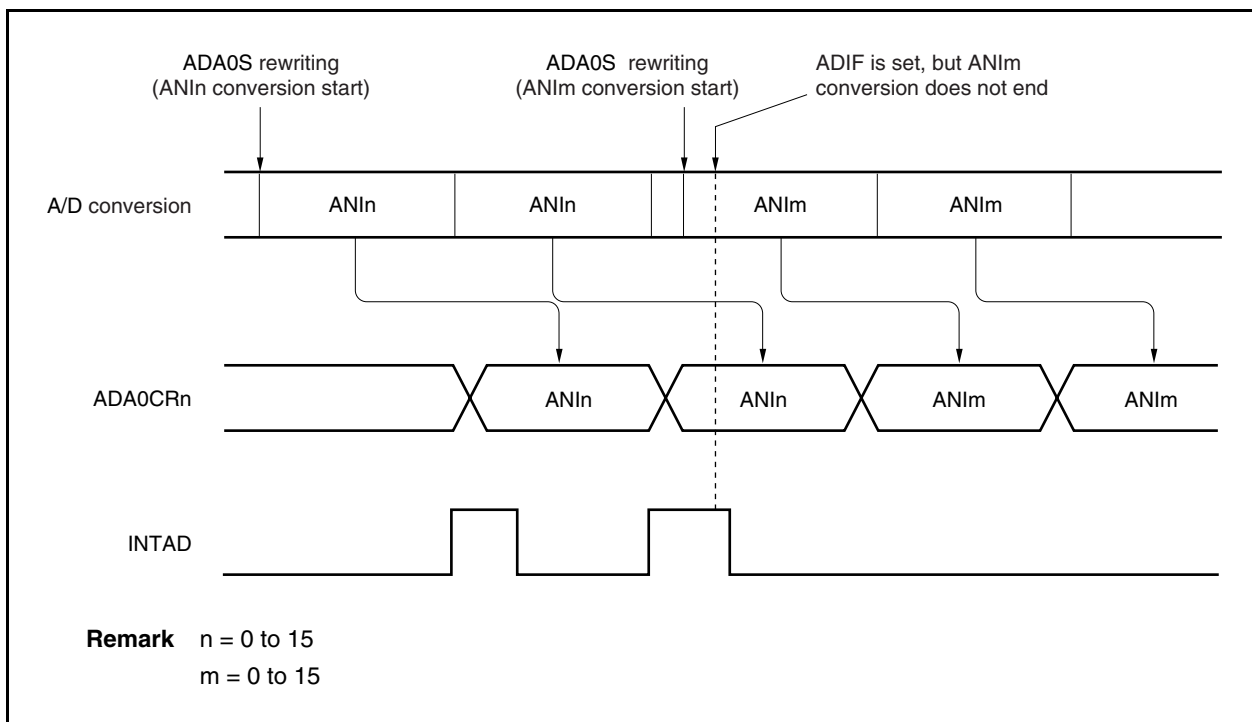 ADA0S rewriting
(ANIn conversion start)
ADA0S rewriting
(ANIm conversion start)
ADIF is set, but ANIm
conversion does not end
A/D conversion
ANIn
ANIn
ANIm
ANIm
ADA0CRn
ANIn
ANIn
ANIm
ANIm
INTAD
Remark n = 0 to 15
m = 0 to 15